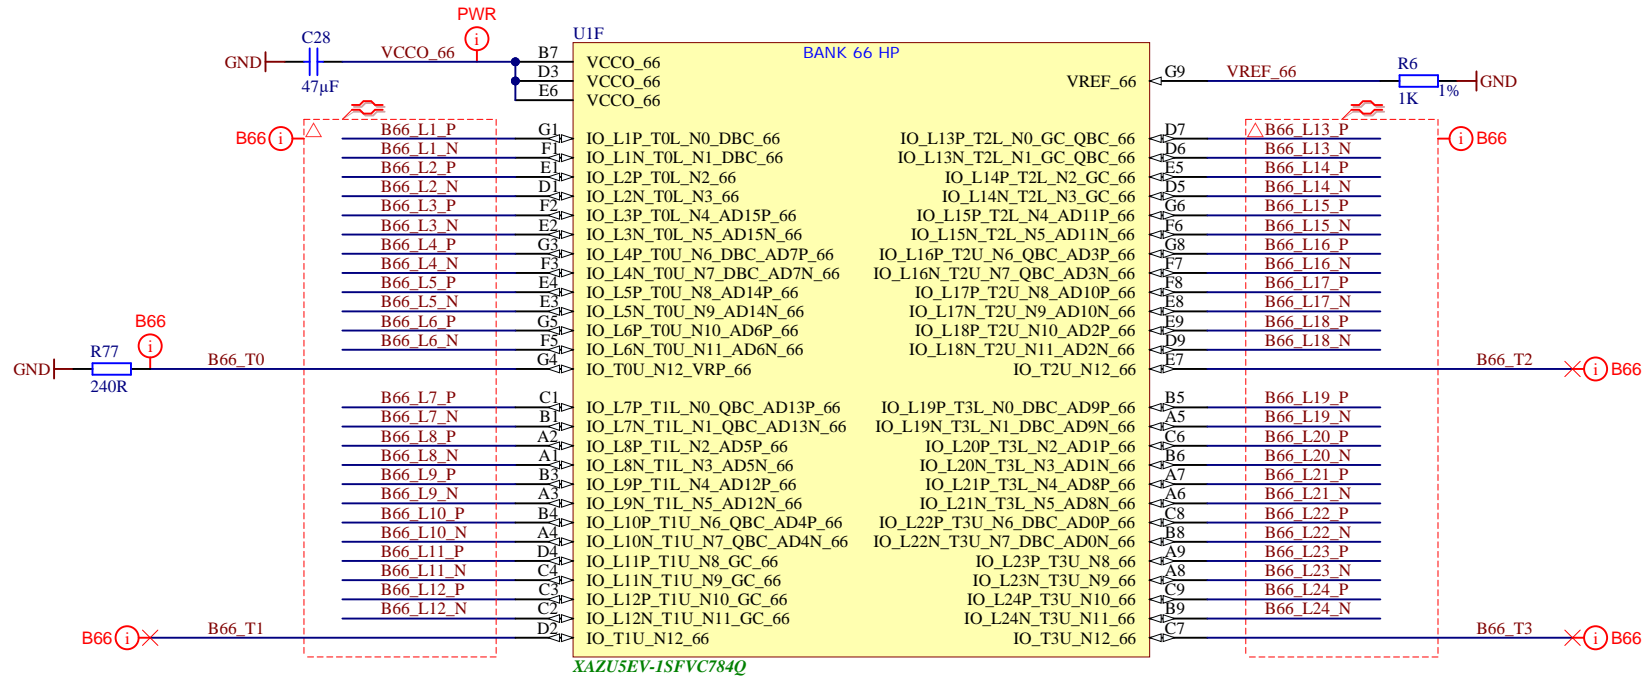 PWR
i
U1F
BANK 66 HP
C28
GND
VCCO_66
B7
VCCO_66
47µF
D3
VCCO_66
E6
VCCO_66
VREF_66
G9
VREF_66
R6
1K
1%
GND
B66
i
B66_L1_P
G1
IO_L1P_T0L_N0_DBC_66
IO_L13P_T2L_N0_GC_QBC_66
D7
B66_L13_P
i
B66
B66_L1_N
F1
IO_L1N_T0L_N1_DBC_66
IO_L13N_T2L_N1_GC_QBC_66
D6
B66_L13_N
B66_L2_P
E1
IO_L2P_T0L_N2_66
IO_L14P_T2L_N2_GC_66
E5
B66_L14_P
B66_L2_N
D1
IO_L2N_T0L_N3_66
IO_L14N_T2L_N3_GC_66
D5
B66_L14_N
B66_L3_P
F2
IO_L3P_T0L_N4_AD15P_66
IO_L15P_T2L_N4_AD11P_66
G6
B66_L15_P
B66_L3_N
E2
IO_L3N_T0L_N5_AD15N_66
IO_L15N_T2L_N5_AD11N_66
F6
B66_L15_N
B66_L4_P
G3
IO_L4P_T0U_N6_DBC_AD7P_66
IO_L16P_T2U_N6_QBC_AD3P_66
G8
B66_L16_P
B66_L4_N
F3
IO_L4N_T0U_N7_DBC_AD7N_66
IO_L16N_T2U_N7_QBC_AD3N_66
F7
B66_L16_N
B66_L5_P
E4
IO_L5P_T0U_N8_AD14P_66
IO_L17P_T2U_N8_AD10P_66
F8
B66_L17_P
B66_L5_N
E3
IO_L5N_T0U_N9_AD14N_66
IO_L17N_T2U_N9_AD10N_66
E8
B66_L17_N
B66_L6_P
G5
IO_L6P_T0U_N10_AD6P_66
IO_L18P_T2U_N10_AD2P_66
E9
B66_L18_P
B66_L6_N
F5
IO_L6N_T0U_N11_AD6N_66
IO_L18N_T2U_N11_AD2N_66
D9
B66_L18_N
B66
i
GND
R77
240R
B66_T0
G4
IO_T0U_N12_VRP_66
IO_T2U_N12_66
E7
B66_T2
i
B66
B66_L7_P
C1
IO_L7P_T1L_N0_QBC_AD13P_66
IO_L19P_T3L_N0_DBC_AD9P_66
B5
B66_L19_P
B66_L7_N
B1
IO_L7N_T1L_N1_QBC_AD13N_66
IO_L19N_T3L_N1_DBC_AD9N_66
A5
B66_L19_N
B66_L8_P
A2
IO_L8P_T1L_N2_AD5P_66
IO_L20P_T3L_N2_AD1P_66
C6
B66_L20_P
B66_L8_N
A1
IO_L8N_T1L_N3_AD5N_66
IO_L20N_T3L_N3_AD1N_66
B6
B66_L20_N
B66_L9_P
B3
IO_L9P_T1L_N4_AD12P_66
IO_L21P_T3L_N4_AD8P_66
A7
B66_L21_P
B66_L9_N
A3
IO_L9N_T1L_N5_AD12N_66
IO_L21N_T3L_N5_AD8N_66
A6
B66_L21_N
B66_L10_P
B4
IO_L10P_T1U_N6_QBC_AD4P_66
IO_L22P_T3U_N6_DBC_AD0P_66
C8
B66_L22_P
B66_L10_N
A4
IO_L10N_T1U_N7_QBC_AD4N_66
IO_L22N_T3U_N7_DBC_AD0N_66
B8
B66_L22_N
B66_L11_P
D4
IO_L11P_T1U_N8_GC_66
IO_L23P_T3U_N8_66
A9
B66_L23_P
B66_L11_N
C4
IO_L11N_T1U_N9_GC_66
IO_L23N_T3U_N9_66
A8
B66_L23_N
B66_L12_P
C3
IO_L12P_T1U_N10_GC_66
IO_L24P_T3U_N10_66
C9
B66_L24_P
B66_L12_N
C2
IO_L12N_T1U_N11_GC_66
IO_L24N_T3U_N11_66
B9
B66_L24_N
B66
i
B66_T1
D2
IO_T1U_N12_66
IO_T3U_N12_66
C7
B66_T3
i
B66
XAZU5EV-1SFVC784Q